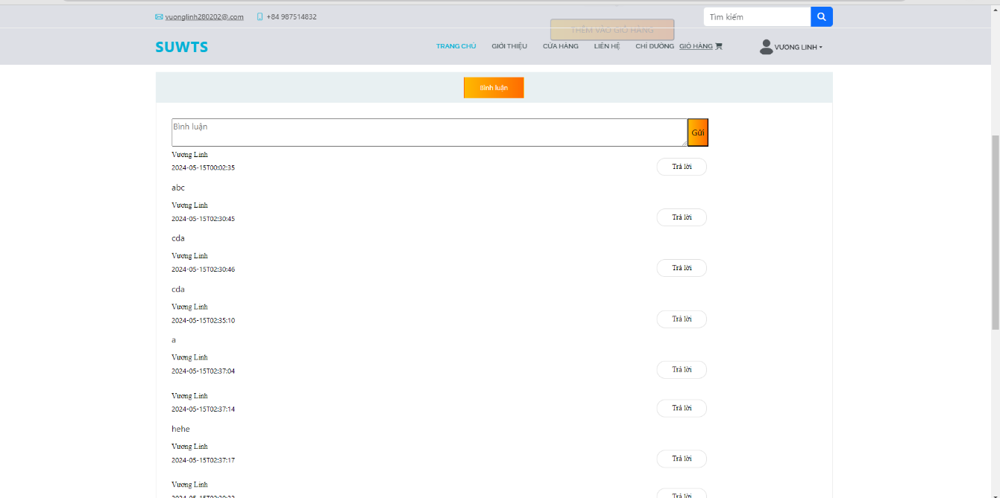 vuonglinh280202@.com +84 987514832 Tìm kiếm
THÊM VÀO GIỎ HÀNG
SUWTS TRANG CHỦ GIỚI THIỆU CỬA HÀNG LIÊN HỆ CHỈ ĐƯỜNG GIỎ HÀNG VƯƠNG LINH
Bình luận
Bình luận Gửi
Vương Linh
2024-05-15T00:02:35 Trả lời
abc
Vương Linh
2024-05-15T02:30:45 Trả lời
cda
Vương Linh
2024-05-15T02:30:46 Trả lời
cda
Vương Linh
2024-05-15T02:35:10 Trả lời
a
Vương Linh
2024-05-15T02:37:04 Trả lời
Vương Linh
2024-05-15T02:37:14 Trả lời
hehe
Vương Linh
2024-05-15T02:37:17 Trả lời
Vương Linh
Trả lời